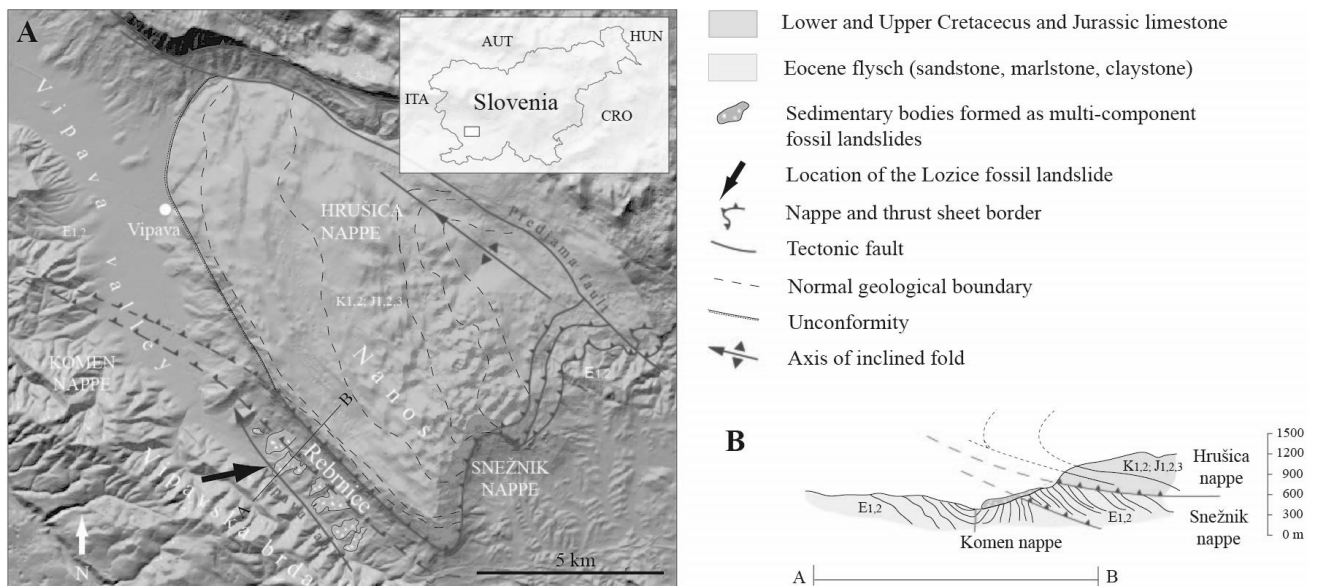 A
AUT
HUN
ITA
Slovenia
CRO
Vipava valley
Vipava
E1,2
HRUŠICA
NAPPE
Predjama fault
K1,2; J1,2,3
Nanos
KOMEN
NAPPE
E1,2
B
Rebrnice
SNEŽNIK
NAPPE
A
Vipavska brda
N
5 km
Lower and Upper Cretacecus and Jurassic limestone
Eocene flysch (sandstone, marlstone, claystone)
Sedimentary bodies formed as multi-component
fossil landslides
Location of the Lozice fossil landslide
Nappe and thrust sheet border
Tectonic fault
Normal geological boundary
Unconformity
Axis of inclined fold
B
1500
1200
900
600
300
0 m
Hrušica
nappe
K1,2; J1,2,3
E1,2
E1,2
Snežnik
nappe
Komen nappe
A
B